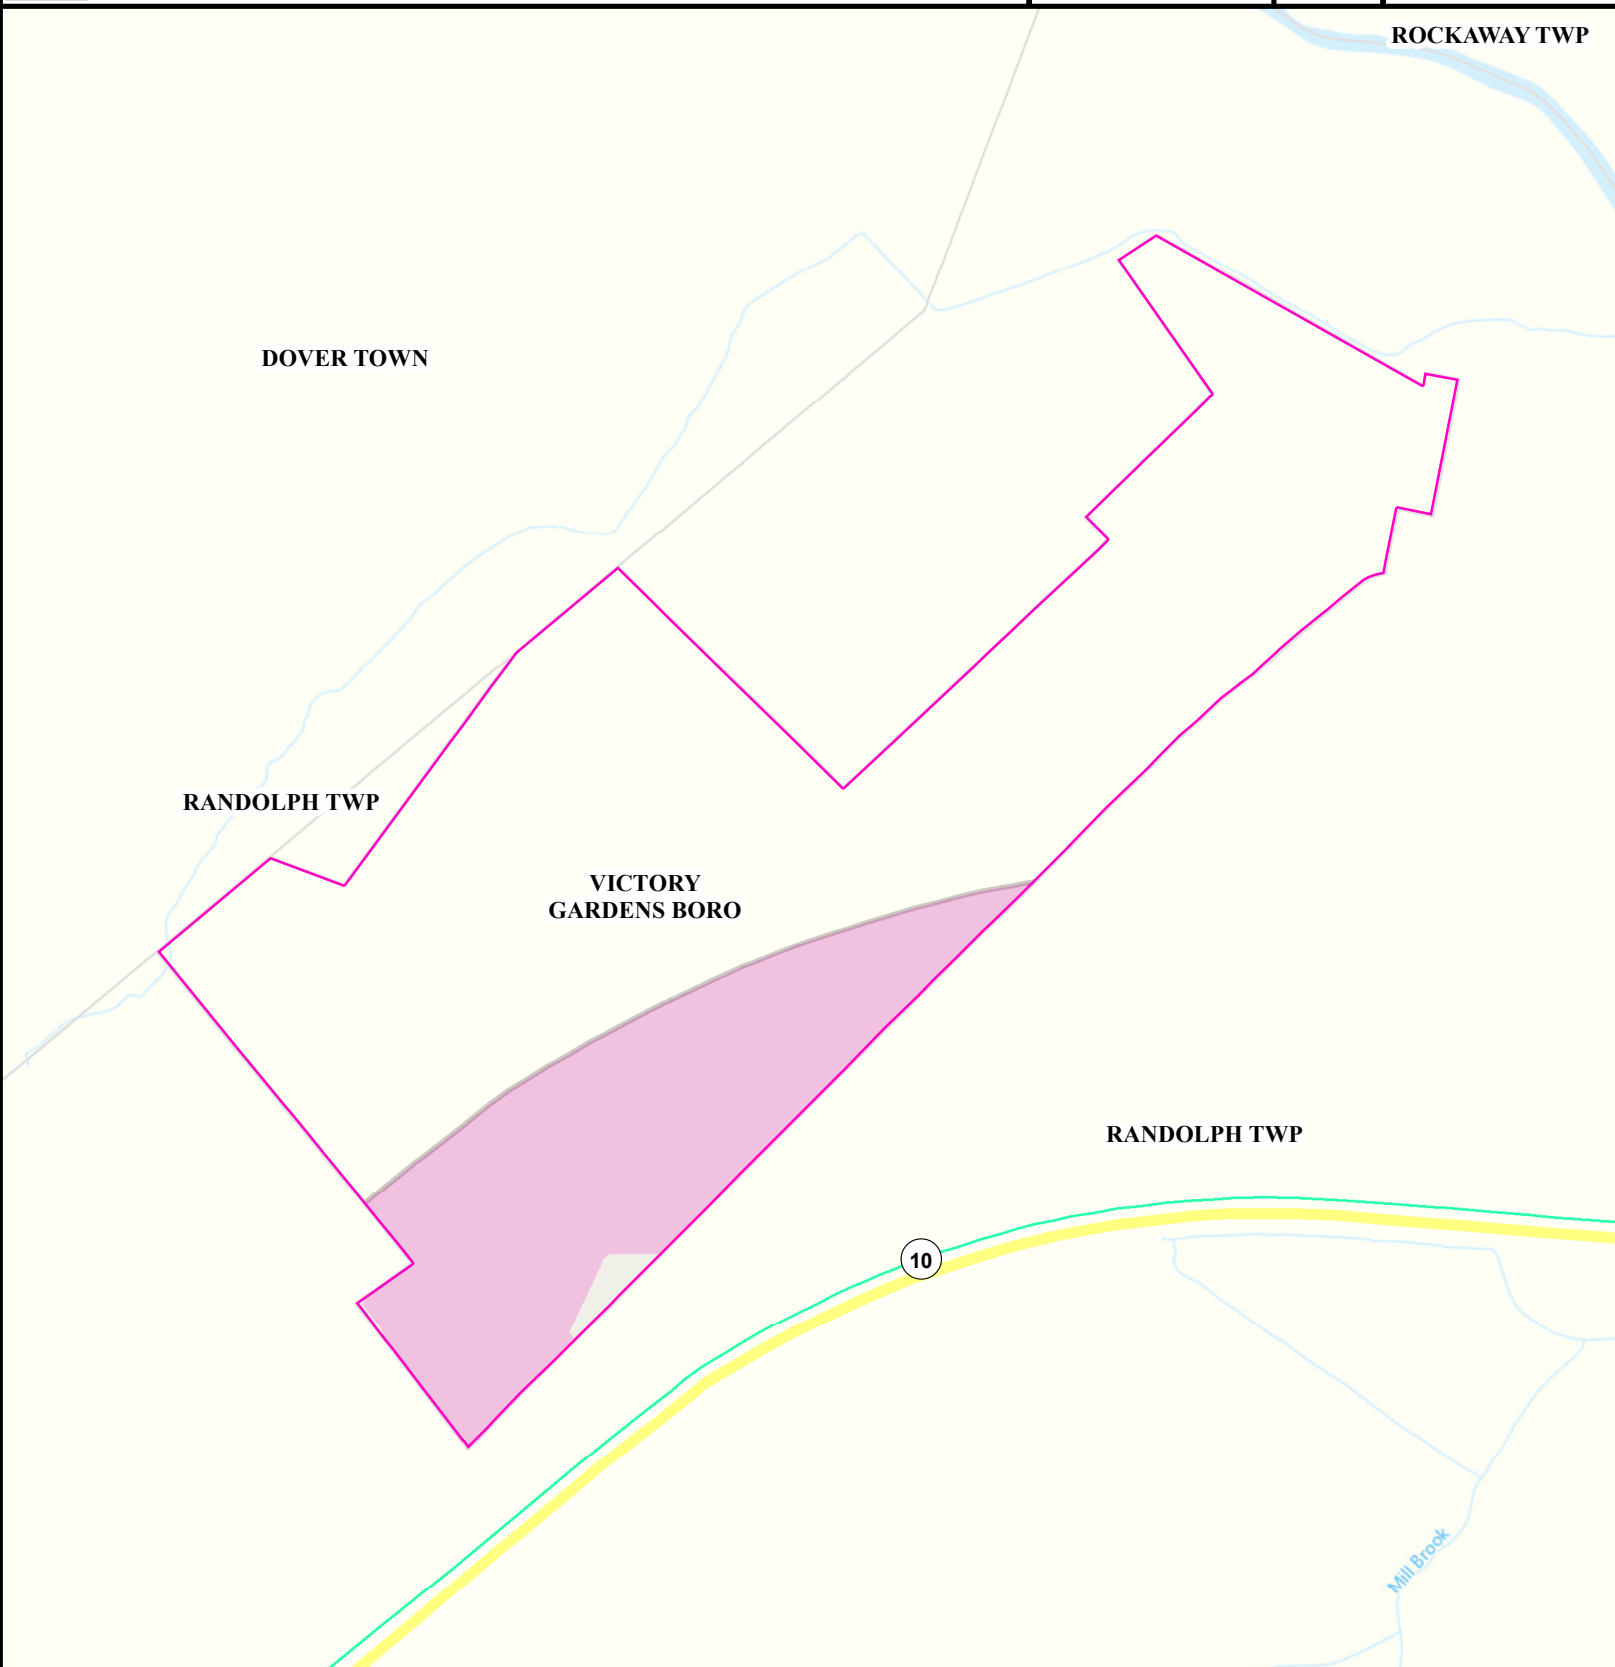 ROCKAWAY TWP
DOVER TOWN
RANDOLPH TWP
VICTORY
GARDENS BORO
RANDOLPH TWP
10
Mill Brook